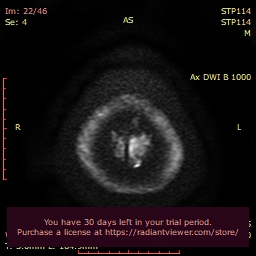 Im: 22/46
Se: 4
AS
STP114
STP114
M
Ax DWI B 1000
R
L
You have 30 days left in your trial period.
Purchase a license at https://radiantviewer.com/store/